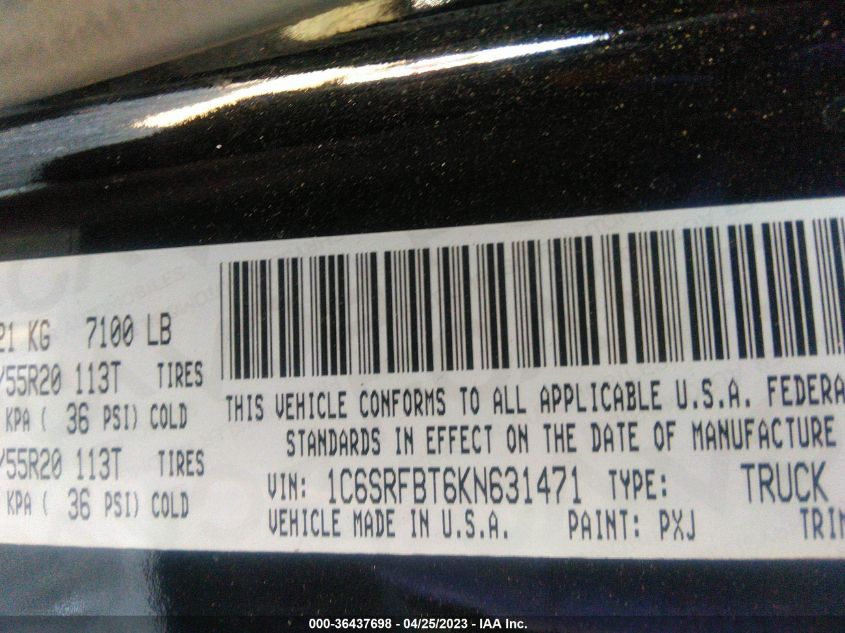 21 KG 7100 LB
/55R20 113T TIRES
KPA ( 36 PSI) COLD
/55R20 113T TIRES
KPA ( 36 PSI) COLD
THIS VEHICLE CONFORMS TO ALL APPLICABLE U.S.A. FEDERA
STANDARDS IN EFFECT ON THE DATE OF MANUFACTURE
VIN: 1C6SRFBT6KN631471 TYPE: TRUCK
VEHICLE MADE IN U.S.A. PAINT: PXJ TRIM
000-36437698 - 04/25/2023 - IAA Inc.